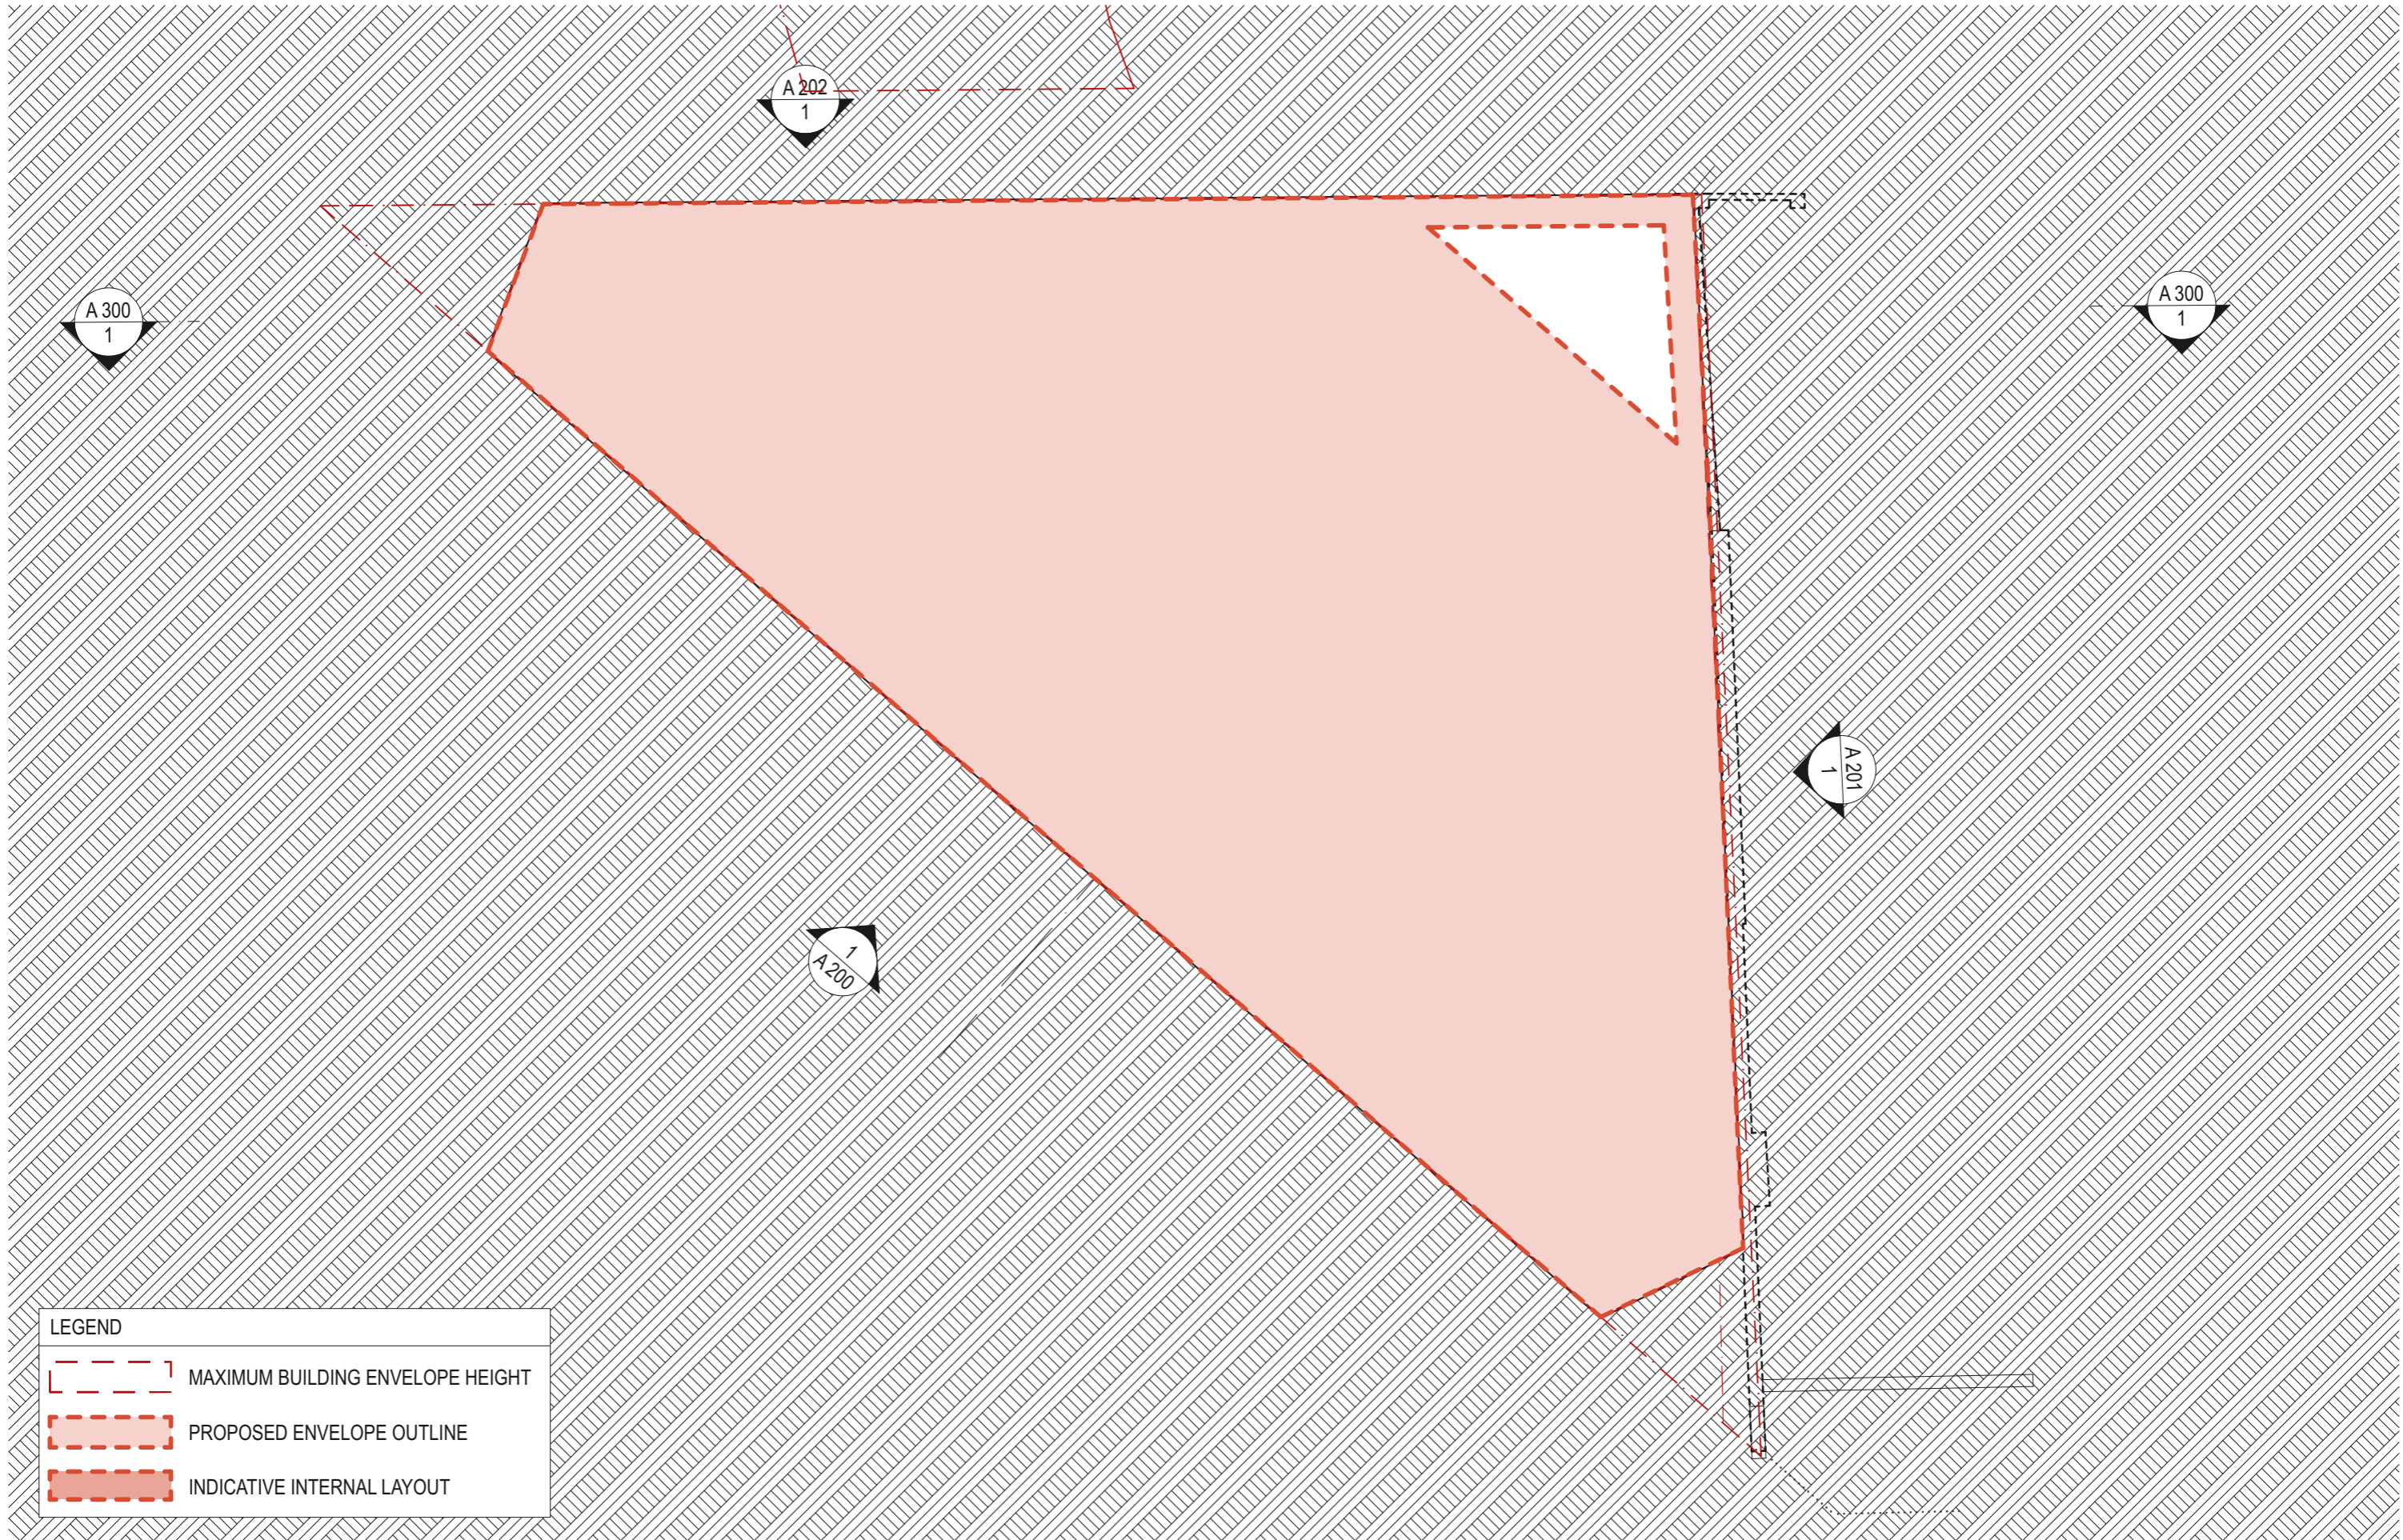 A 202
1
A 300
1
A 300
1
A 201
1
1
A 200
LEGEND
MAXIMUM BUILDING ENVELOPE HEIGHT
PROPOSED ENVELOPE OUTLINE
INDICATIVE INTERNAL LAYOUT